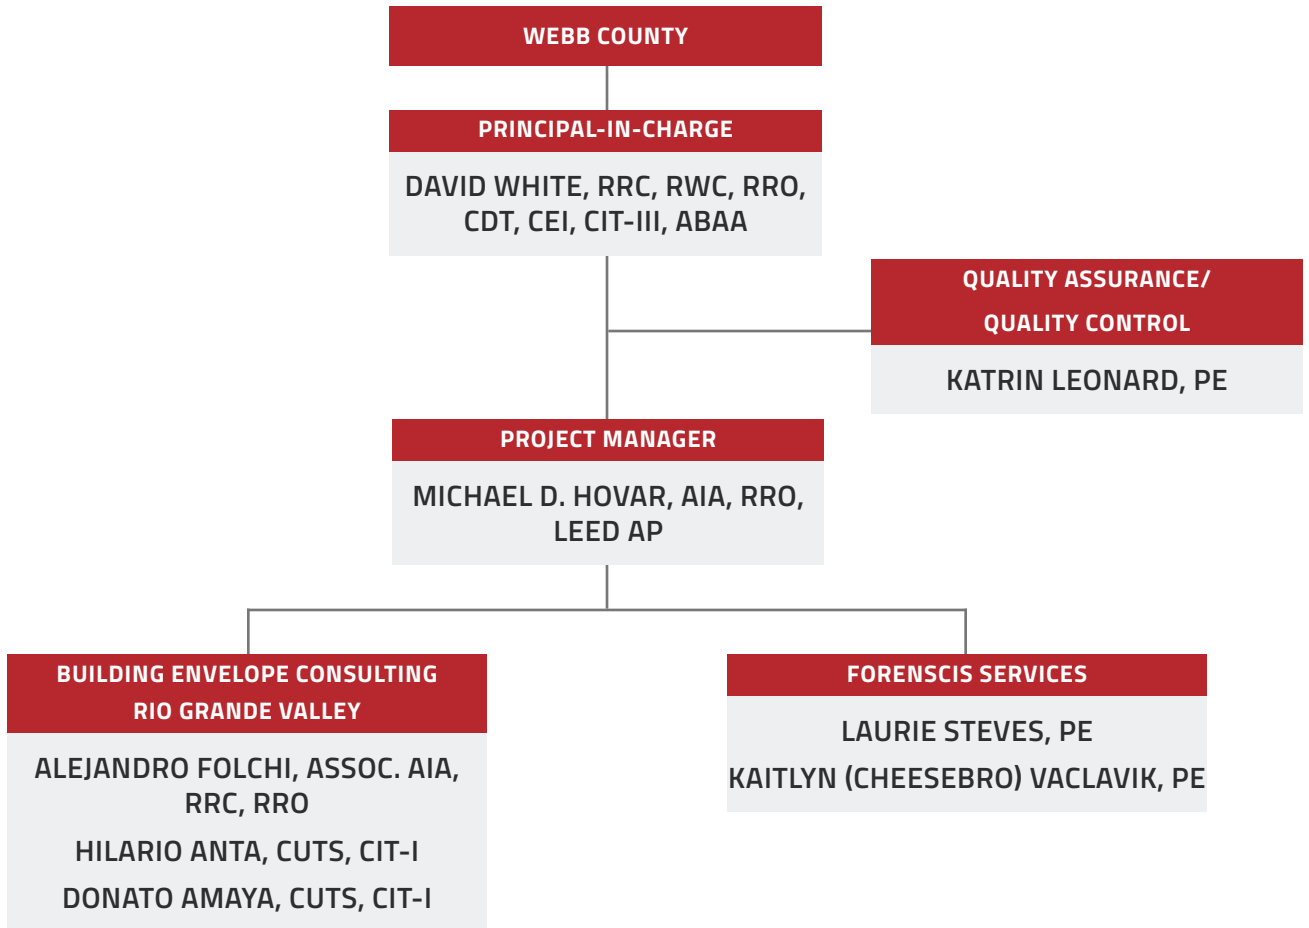 WEBB COUNTY
PRINCIPAL-IN-CHARGE
DAVID WHITE, RRC, RWC, RRO,
CDT, CEI, CIT-III, ABAA
QUALITY ASSURANCE/
QUALITY CONTROL
KATRIN LEONARD, PE
PROJECT MANAGER
MICHAEL D. HOVAR, AIA, RRO,
LEED AP
BUILDING ENVELOPE CONSULTING
RIO GRANDE VALLEY
ALEJANDRO FOLCHI, ASSOC. AIA,
RRC, RRO
HILARIO ANTA, CUTS, CIT-I
DONATO AMAYA, CUTS, CIT-I
FORENSCIS SERVICES
LAURIE STEVES, PE
KAITLYN (CHEESEBRO) VACLAVIK, PE